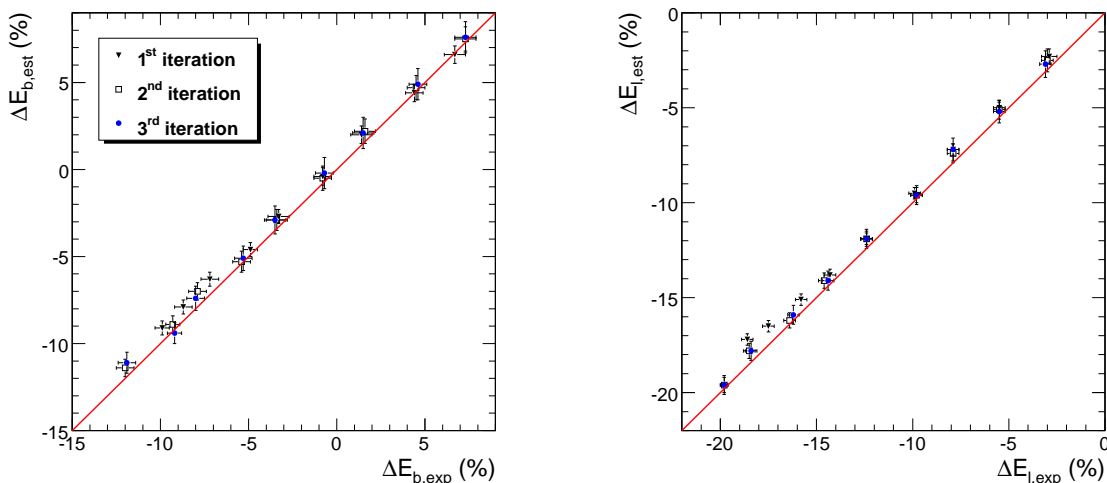 ΔE_b,est (%)
5
0
-5
-10
-15
1st iteration
2nd iteration
3rd iteration
-15 -10 -5 0 5
ΔE_b,exp (%)
ΔE_l,est (%)
0
-5
-10
-15
-20
-20 -15 -10 -5 0
ΔE_l,exp (%)